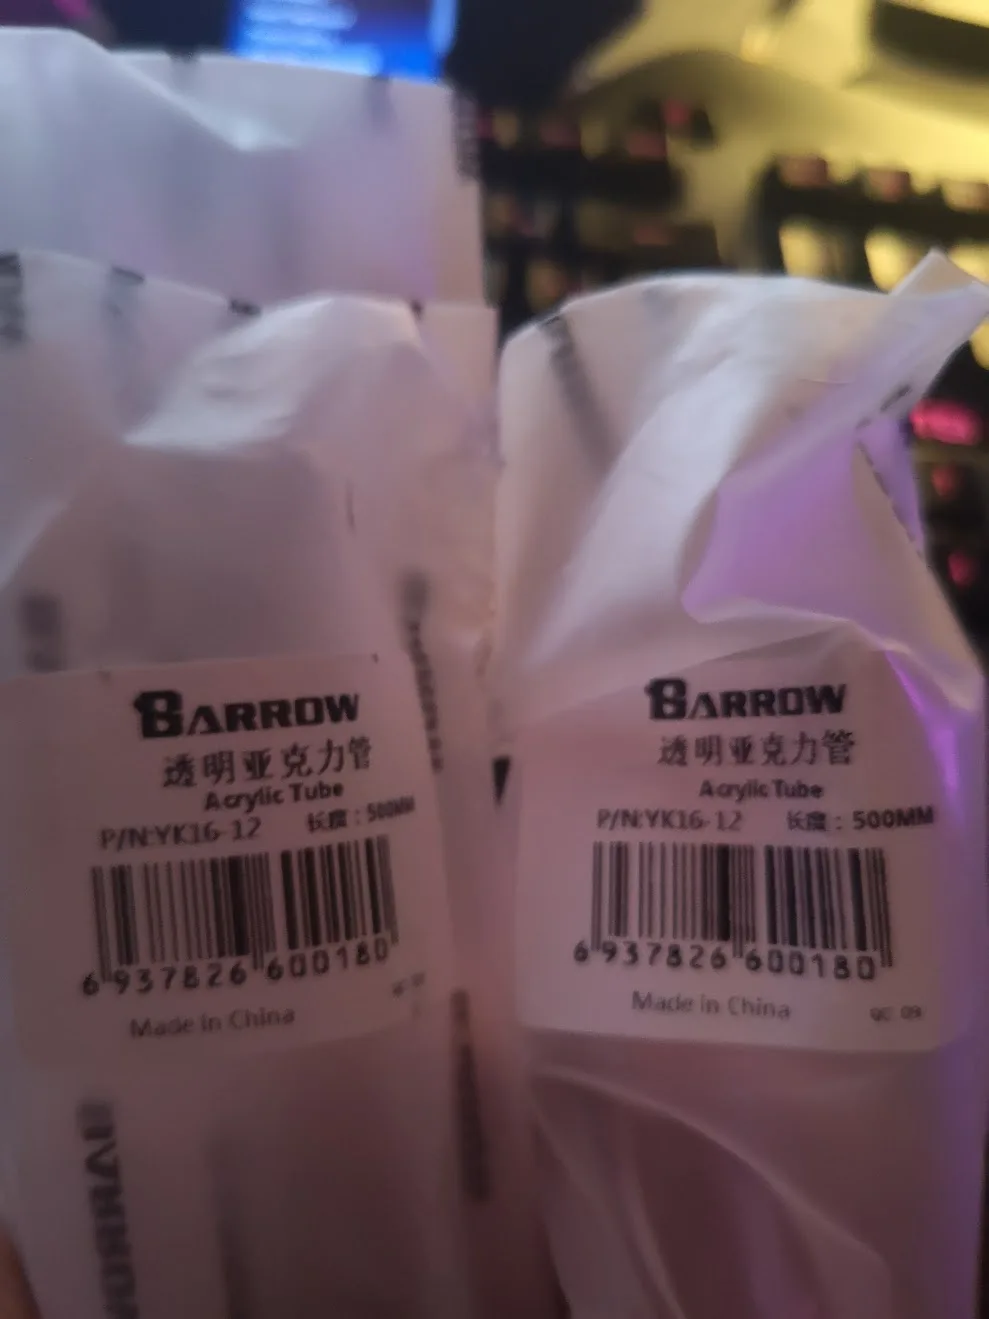 BARROW
透明亚克力管
Acrylic Tube
P/N:YK16-12 长度：500MM
6 937826 600180
Made in China
BARROW
透明亚克力管
Acrylic Tube
P/N:YK16-12 长度：500MM
6 937826 600180
Made in China
QC 09